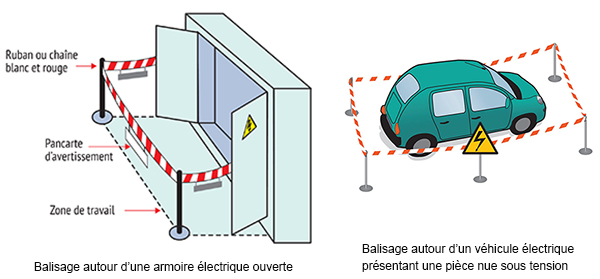 Ruban ou chaîne
blanc et rouge
Pancarte
d'avertissement
Zone de travail
Balisage autour d'une armoire électrique ouverte
Balisage autour d'un véhicule électrique
présentant une pièce nue sous tension